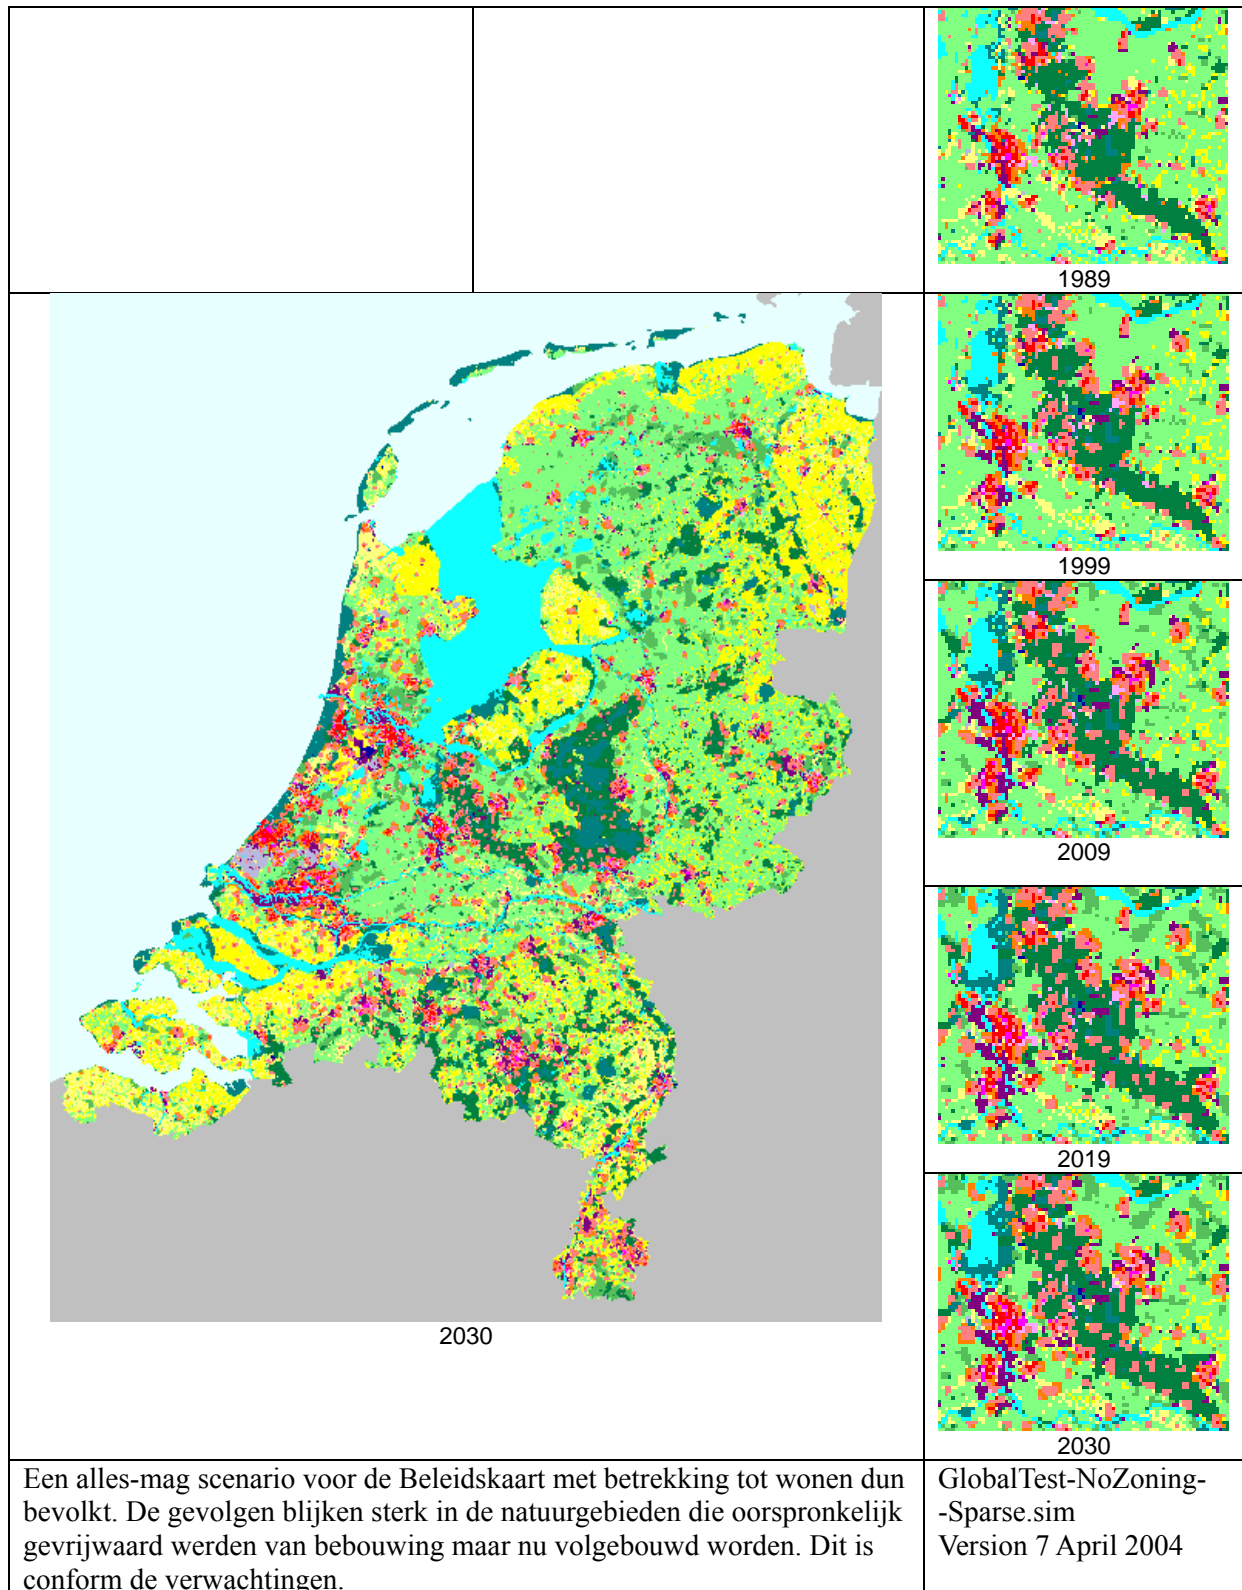 1989
1999
2009
2019
2030
2030
Een alles-mag scenario voor de Beleidskaart met betrekking tot wonen dun
bevolkt. De gevolgen blijken sterk in de natuurgebieden die oorspronkelijk
gevrijwaard werden van bebouwing maar nu volgebouwd worden. Dit is
conform de verwachtingen.
GlobalTest-NoZoning-
-Sparse.sim
Version 7 April 2004